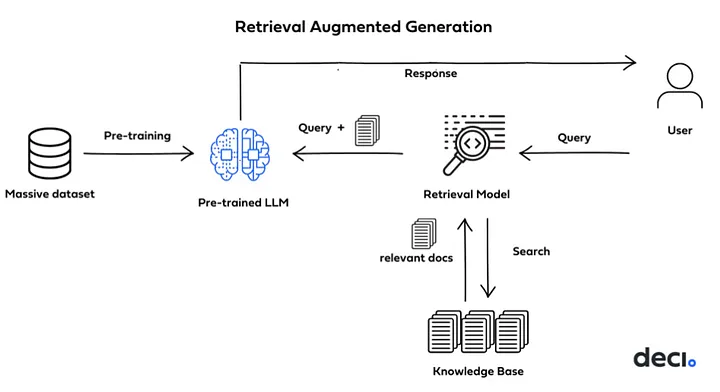 Retrieval Augmented Generation
Response
Query +
Pre-training
Query
User
Massive dataset
Pre-trained LLM
Retrieval Model
relevant docs
Search
Knowledge Base
deci.